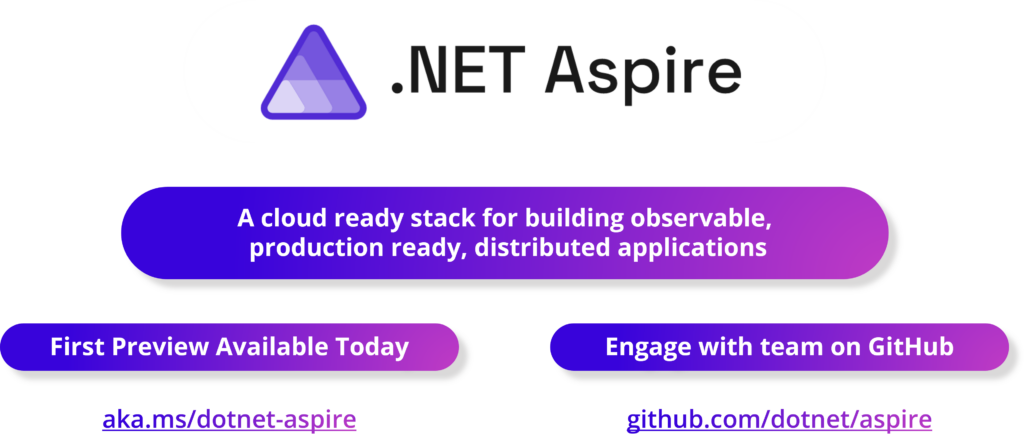 .NET Aspire
A cloud ready stack for building observable,
production ready, distributed applications
First Preview Available Today
Engage with team on GitHub
aka.ms/dotnet-aspire
github.com/dotnet/aspire